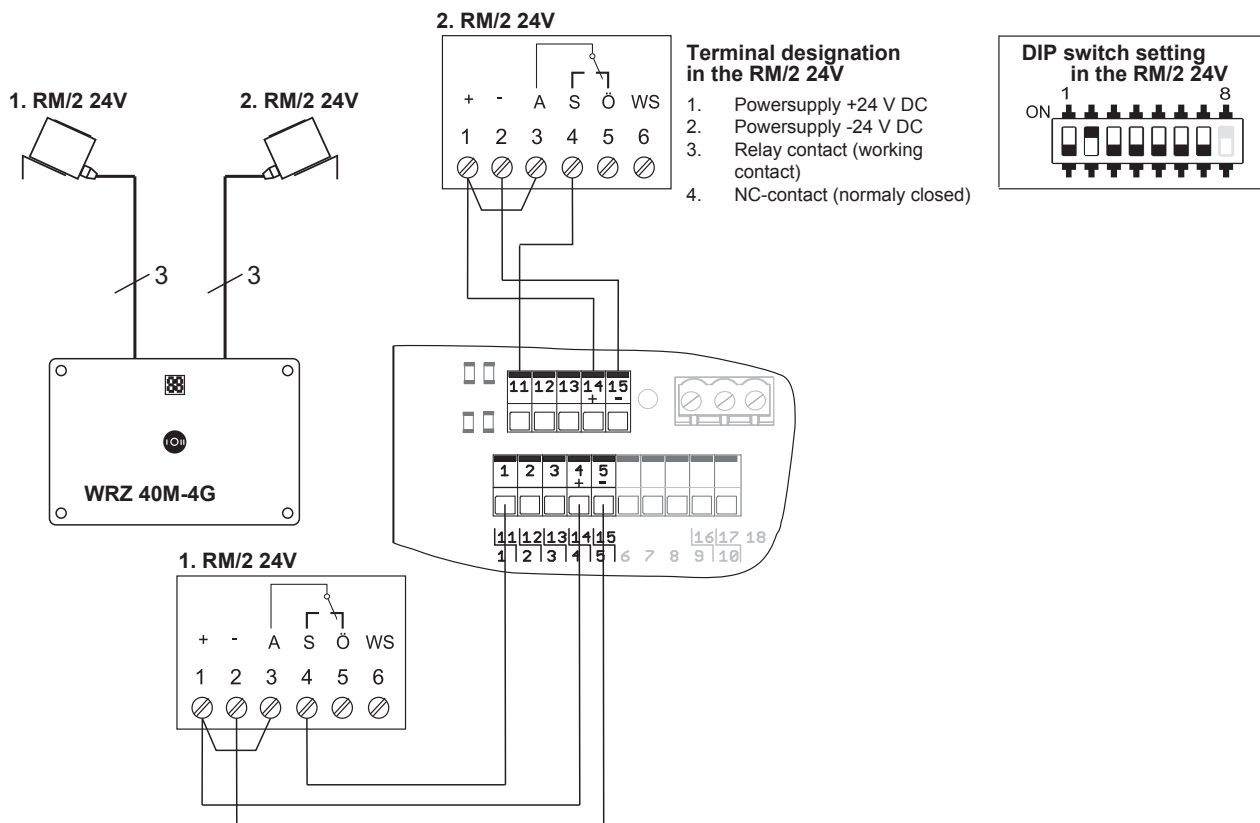 2. RM/2 24V
1. RM/2 24V
2. RM/2 24V
3
3
WRZ 40M-4G
+ - A S Ö WS
1 2 3 4 5 6
Terminal designation
in the RM/2 24V
1. Powersupply +24 V DC
2. Powersupply -24 V DC
3. Relay contact (working
contact)
4. NC-contact (normaly closed)
DIP switch setting
in the RM/2 24V
1 8
ON
11 12 13 14 15
+ -
1 2 3 4 5
+ -
11 12 13 14 15 16 17 18
1 2 3 4 5 6 7 8 9 10
1. RM/2 24V
+ - A S Ö WS
1 2 3 4 5 6